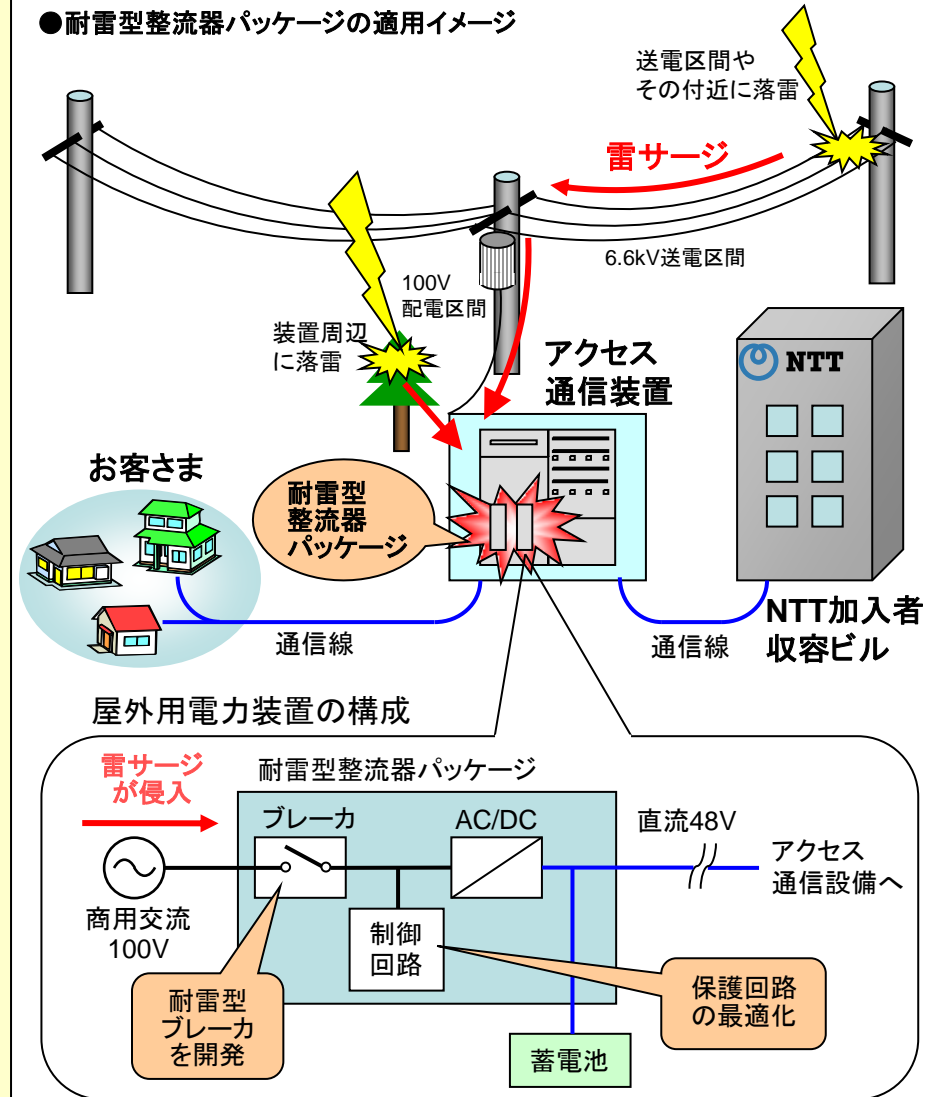 ●耐雷型整流器パッケージの適用イメージ
送電区間や
その付近に落雷
雷サージ
6.6kV送電区間
100V
配電区間
装置周辺
に落雷
アクセス
通信装置
NTT
お客さま
耐雷型
整流器
パッケージ
通信線
通信線
NTT加入者
収容ビル
屋外用電力装置の構成
雷サージ
が侵入
耐雷型整流器パッケージ
ブレーカ
AC/DC
直流48V
アクセス
通信設備へ
商用交流
100V
制御
回路
耐雷型
ブレーカ
を開発
保護回路
の最適化
蓄電池